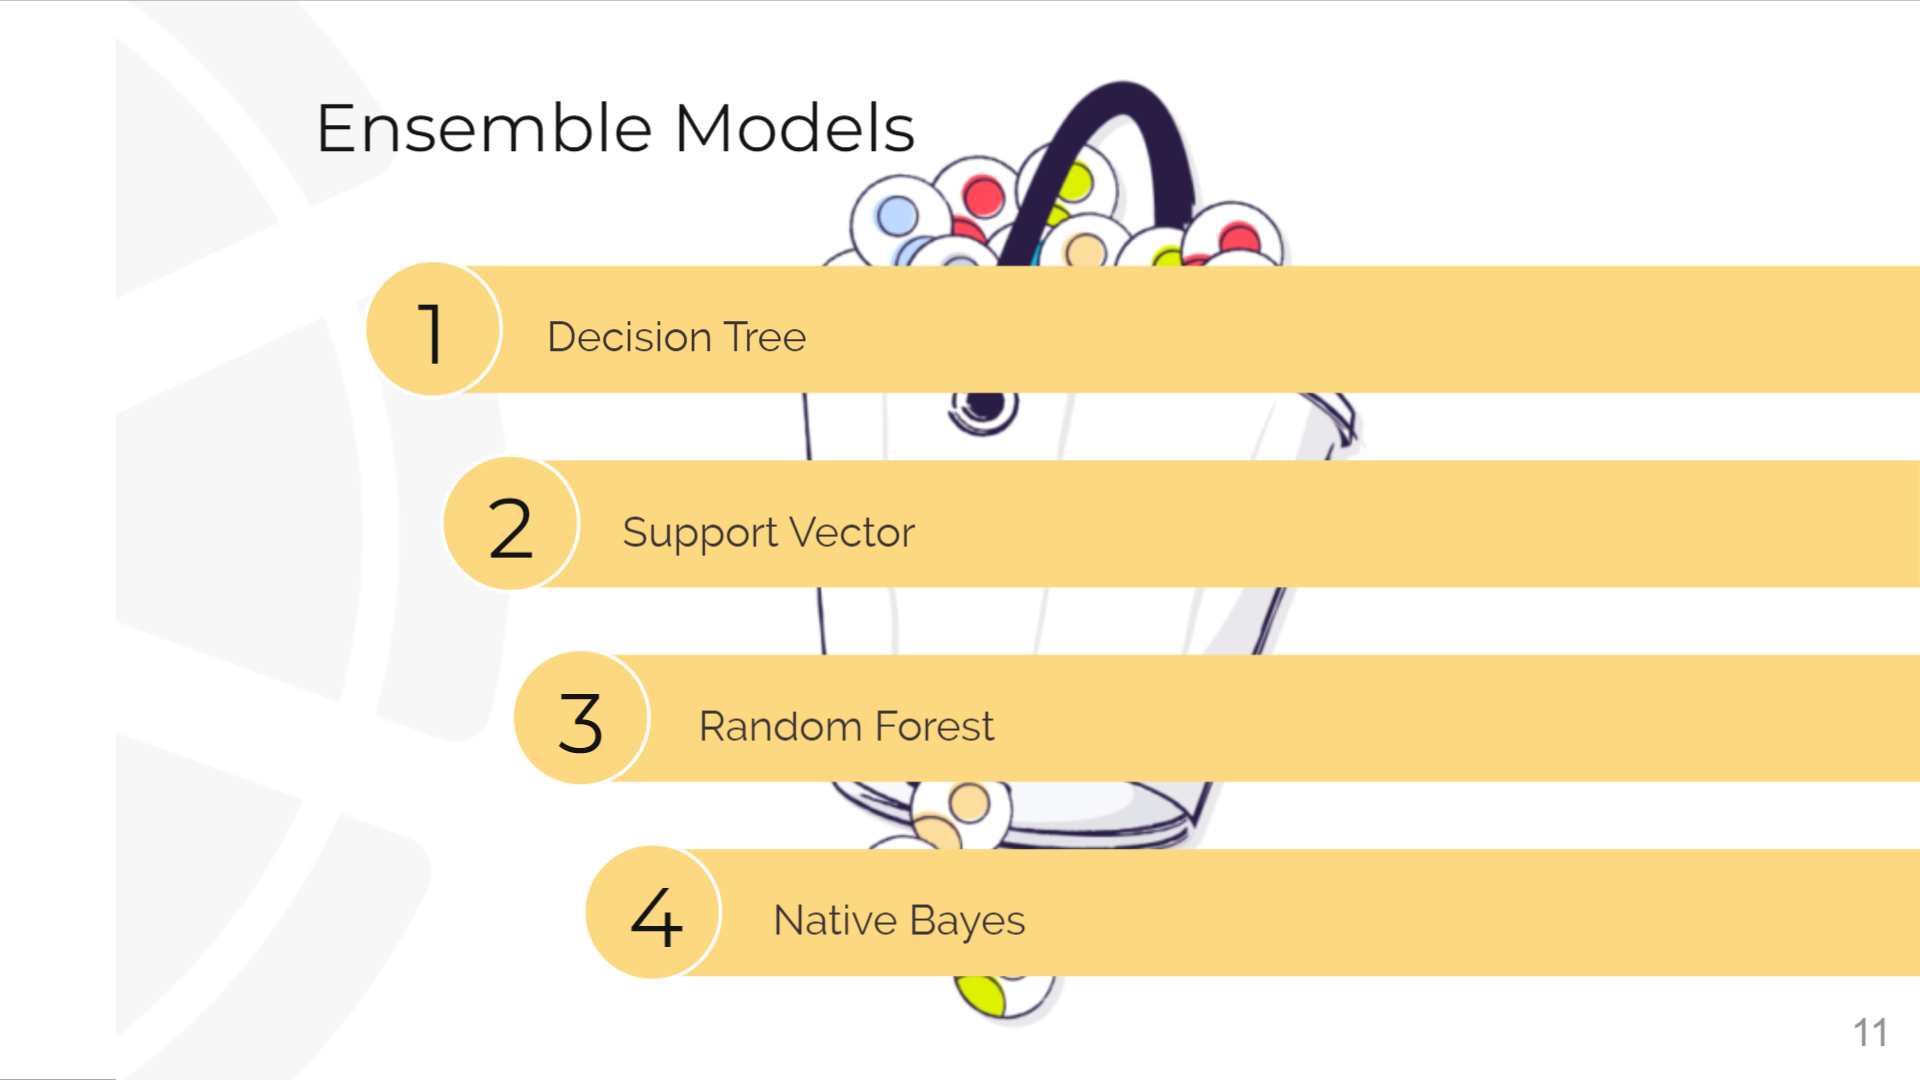 Ensemble Models
1
Decision Tree
2
Support Vector
3
Random Forest
4
Native Bayes
11